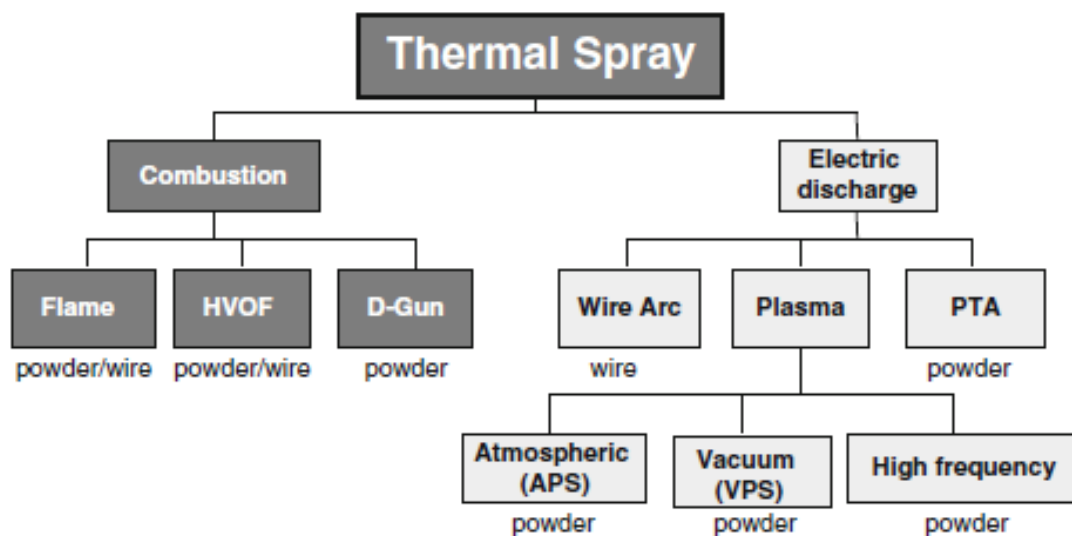 Thermal Spray
Combustion
Electric
discharge
Flame
HVOF
D-Gun
Wire Arc
Plasma
PTA
powder/wire
powder/wire
powder
wire
powder
Atmospheric
(APS)
Vacuum
(VPS)
High frequency
powder
powder
powder